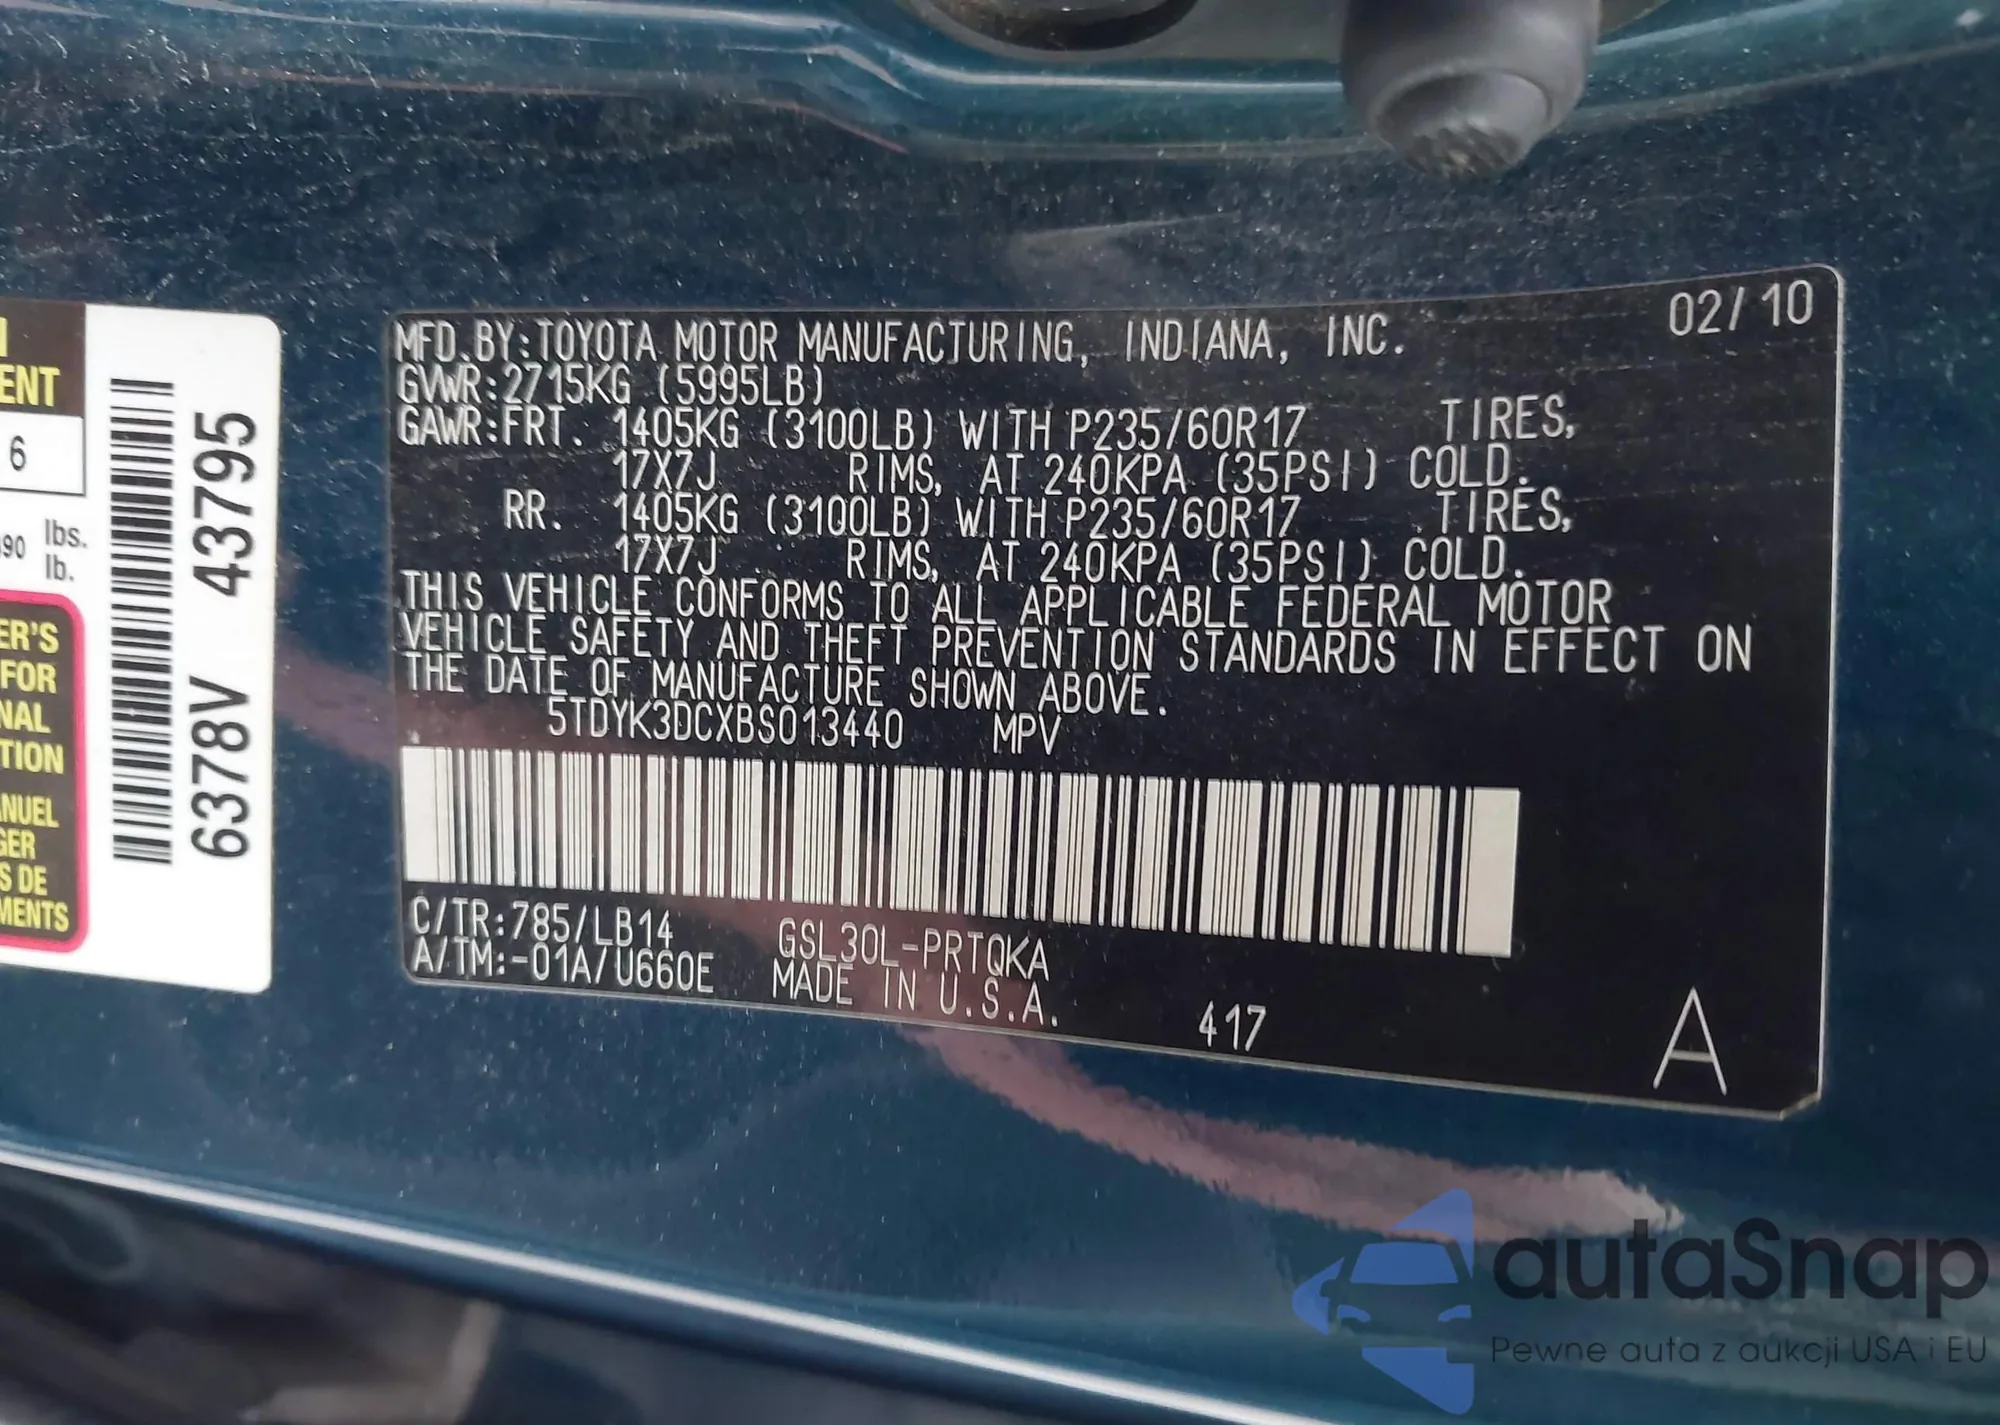 02/10
MFD.BY:TOYOTA MOTOR MANUFACTURING, INDIANA, INC.
GVWR:2715KG (5995LB)
GAWR:FRT. 1405KG (3100LB) WITH P235/60R17 TIRES,
17X7J RIMS, AT 240KPA (35PSI) COLD.
RR. 1405KG (3100LB) WITH P235/60R17 TIRES,
17X7J RIMS, AT 240KPA (35PSI) COLD.
THIS VEHICLE CONFORMS TO ALL APPLICABLE FEDERAL MOTOR
VEHICLE SAFETY AND THEFT PREVENTION STANDARDS IN EFFECT ON
THE DATE OF MANUFACTURE SHOWN ABOVE.
5TDYK3DCXBS013440 MPV
C/TR:785/LB14 GSL30L-PRTQKA
A/TM:-01A/U660E MADE IN U.S.A.
417
A
ENT
6
90 lbs.
lb.
ER'S
FOR
NAL
TION
ANUEL
GER
S DE
MENTS
6378V 43795
autaSnap
Pewne auta z aukcji USA i EU